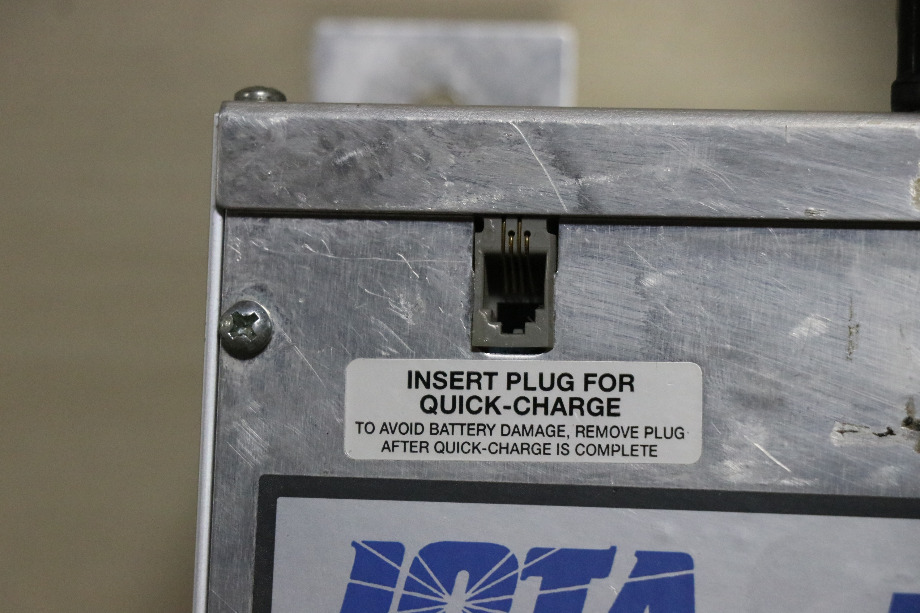 INSERT PLUG FOR
QUICK-CHARGE
TO AVOID BATTERY DAMAGE, REMOVE PLUG
AFTER QUICK-CHARGE IS COMPLETE
IOTA